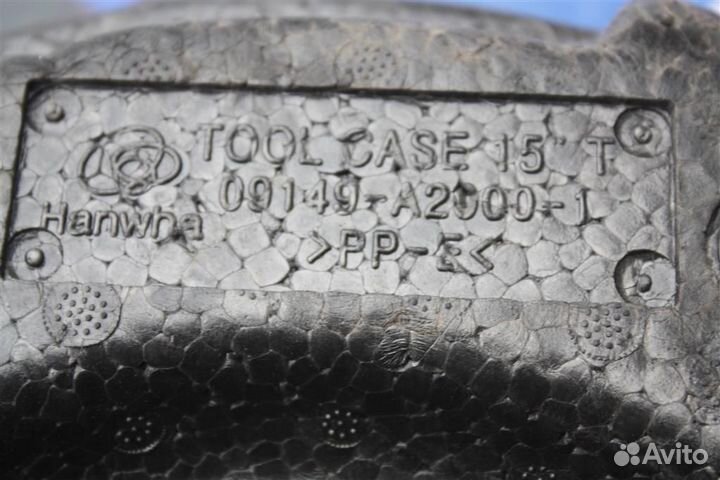 TOOL CASE 15" T
09149-A2000-1
Hanwha
>PP-E<
Avito